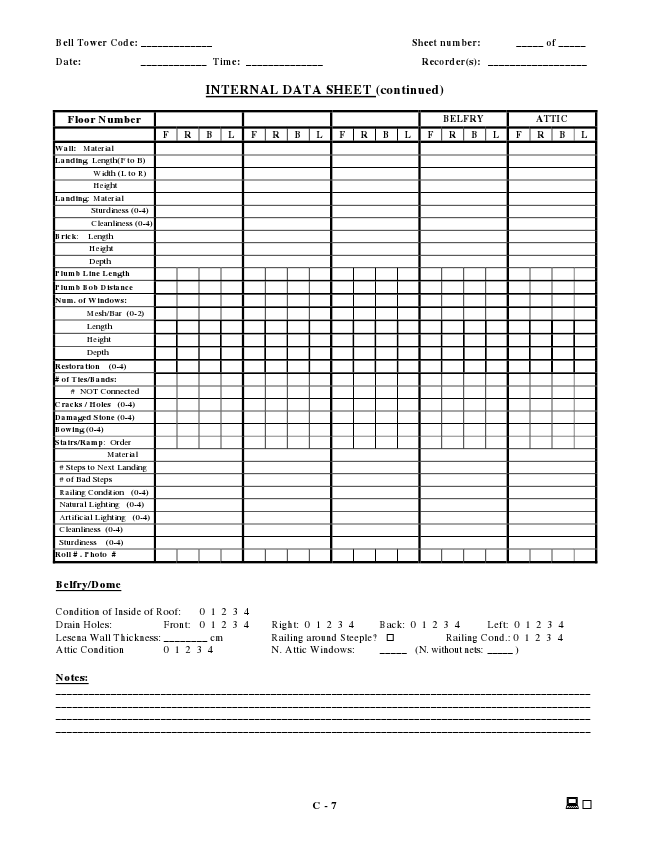 Bell Tower Code: _____________ Sheet number: _____ of _____
Date: ____________ Time: ______________ Recorder(s): __________________
INTERNAL DATA SHEET (continued)
Floor Number BELFRY ATTIC
F R B L F R B L F R B L F R B L F R B L
Wall: Material
Landing: Length(F to B)
Width (L to R)
Height
Landing: Material
Sturdiness (0-4)
Cleanliness (0-4)
Brick: Length
Height
Depth
Plumb Line Length
Plumb Bob Distance
Num. of Windows:
Mesh/Bar (0-2)
Length
Height
Depth
Restoration (0-4)
# of Ties/Bands:
# NOT Connected
Cracks / Holes (0-4)
Damaged Stone (0-4)
Bowing (0-4)
Stairs/Ramp: Order
Material
# Steps to Next Landing
# of Bad Steps
Railing Condition (0-4)
Natural Lighting (0-4)
Artificial Lighting (0-4)
Cleanliness (0-4)
Sturdiness (0-4)
Roll # . Photo #
Belfry/Dome
Condition of Inside of Roof: 0 1 2 3 4
Drain Holes: Front: 0 1 2 3 4 Right: 0 1 2 3 4 Back: 0 1 2 3 4 Left: 0 1 2 3 4
Lesena Wall Thickness: ________ cm Railing around Steeple? □ Railing Cond.: 0 1 2 3 4
Attic Condition 0 1 2 3 4 N. Attic Windows: _____ (N. without nets: _____ )
Notes:
C - 7